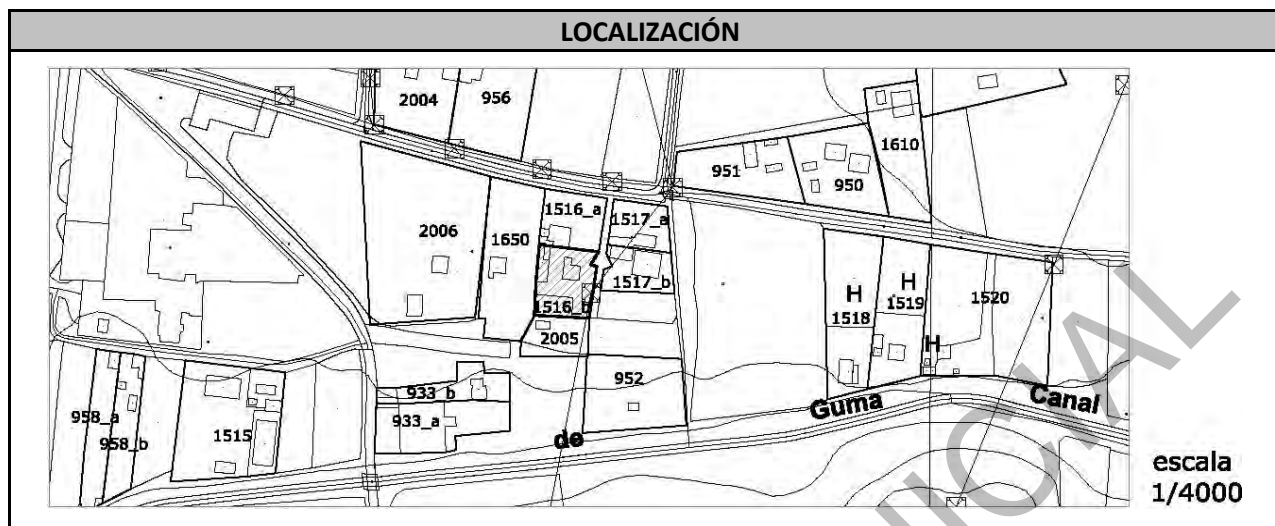 LOCALIZACIÓN
2004
956
1610
951
950
1516_a
1517_a
2006
1650
1517_b
1516_b
H
1518
H
1519
1520
H
2005
952
933_b
933_a
958_a
958_b
1515
de
Guma
Canal
escala
1/4000